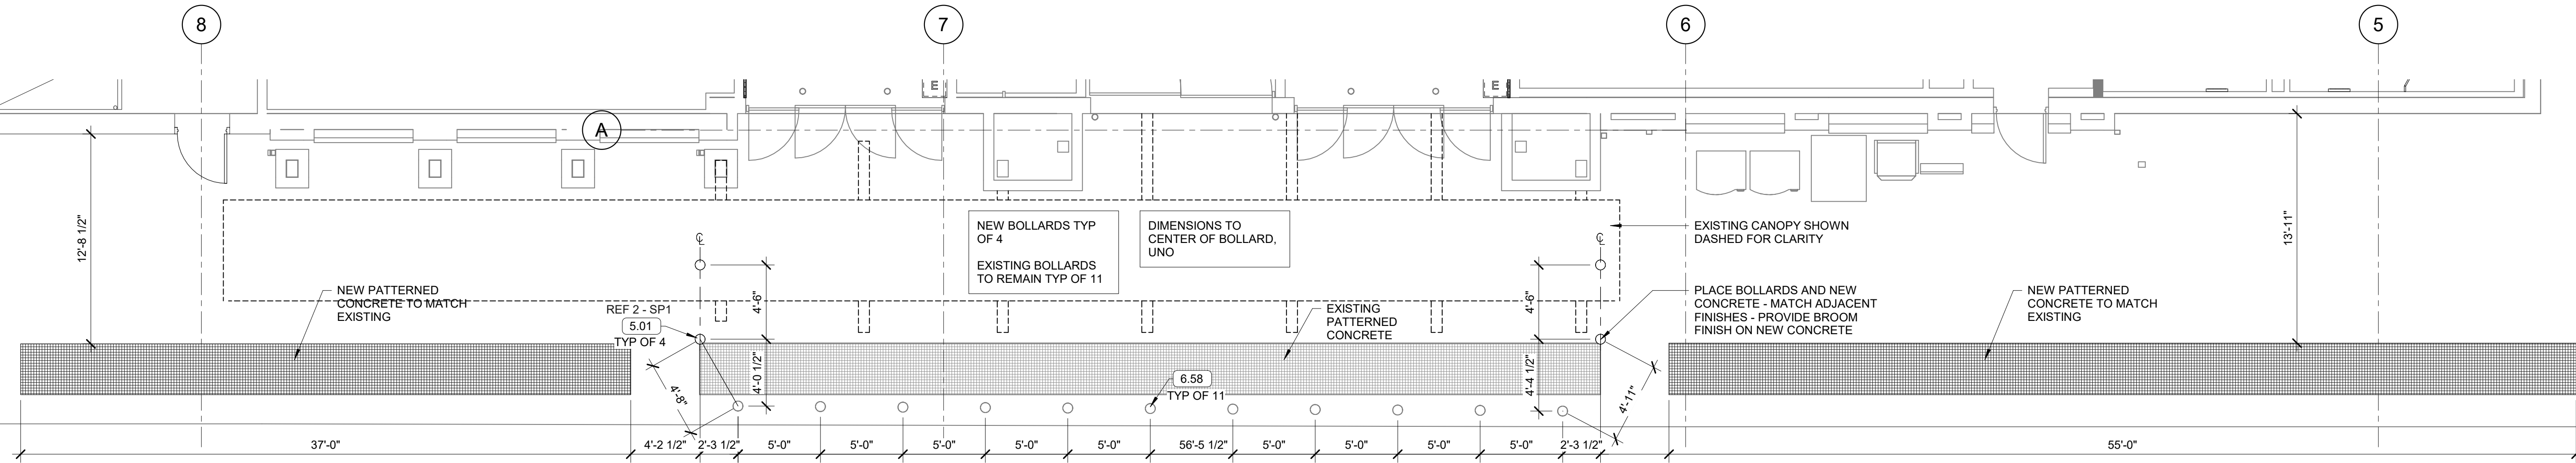 8
7
6
5
A
E
E
12'-8 1/2"
13'-11"
NEW BOLLARDS TYP
OF 4
EXISTING BOLLARDS
TO REMAIN TYP OF 11
DIMENSIONS TO
CENTER OF BOLLARD,
UNO
EXISTING CANOPY SHOWN
DASHED FOR CLARITY
NEW PATTERNED
CONCRETE TO MATCH
EXISTING
REF 2 - SP1
5.01
TYP OF 4
4'-6"
4'-6"
EXISTING
PATTERNED
CONCRETE
PLACE BOLLARDS AND NEW
CONCRETE - MATCH ADJACENT
FINISHES - PROVIDE BROOM
FINISH ON NEW CONCRETE
NEW PATTERNED
CONCRETE TO MATCH
EXISTING
4'-0 1/2"
4'-4 1/2"
4'-8"
4'-11"
6.58
TYP OF 11
37'-0"
4'-2 1/2"
2'-3 1/2"
5'-0"
5'-0"
5'-0"
5'-0"
5'-0"
56'-5 1/2"
5'-0"
5'-0"
5'-0"
5'-0"
2'-3 1/2"
55'-0"